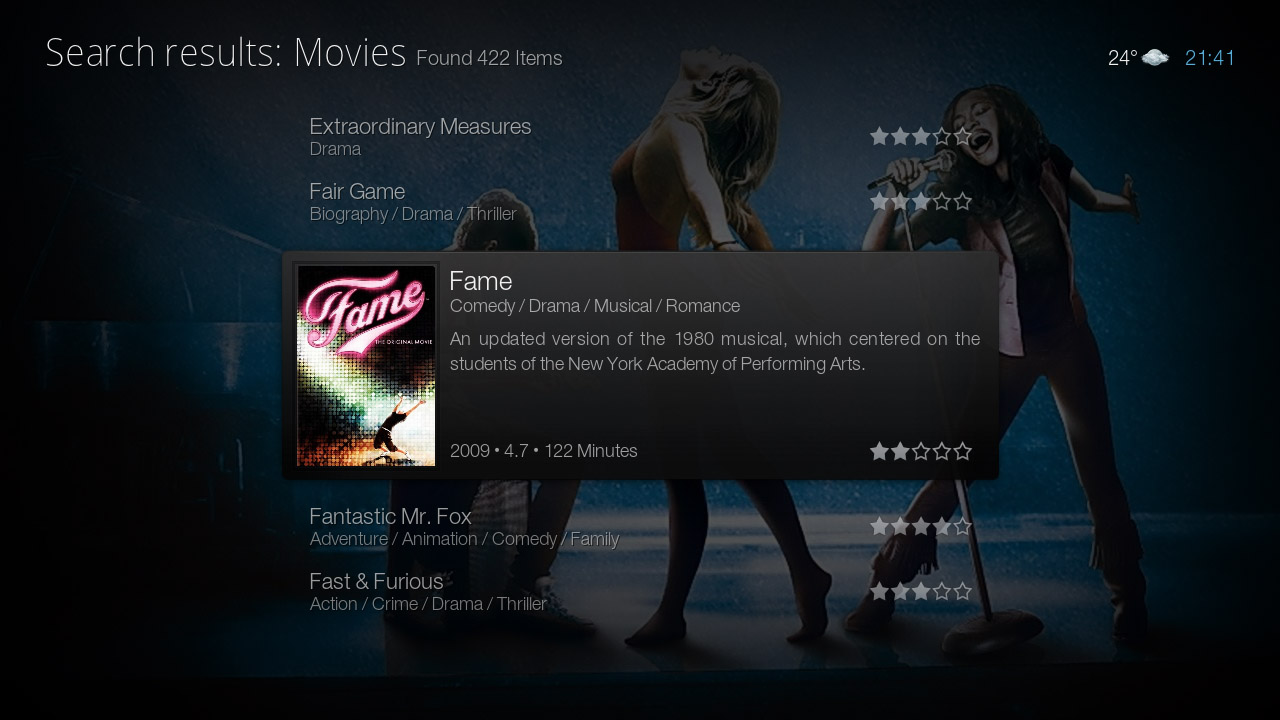 Search results: Movies Found 422 Items
24° 21:41
Extraordinary Measures
Drama
Fair Game
Biography / Drama / Thriller
Fame
THE ORIGINAL MOVIE
Fame
Comedy / Drama / Musical / Romance
An updated version of the 1980 musical, which centered on the
students of the New York Academy of Performing Arts.
2009 • 4.7 • 122 Minutes
Fantastic Mr. Fox
Adventure / Animation / Comedy / Family
Fast & Furious
Action / Crime / Drama / Thriller